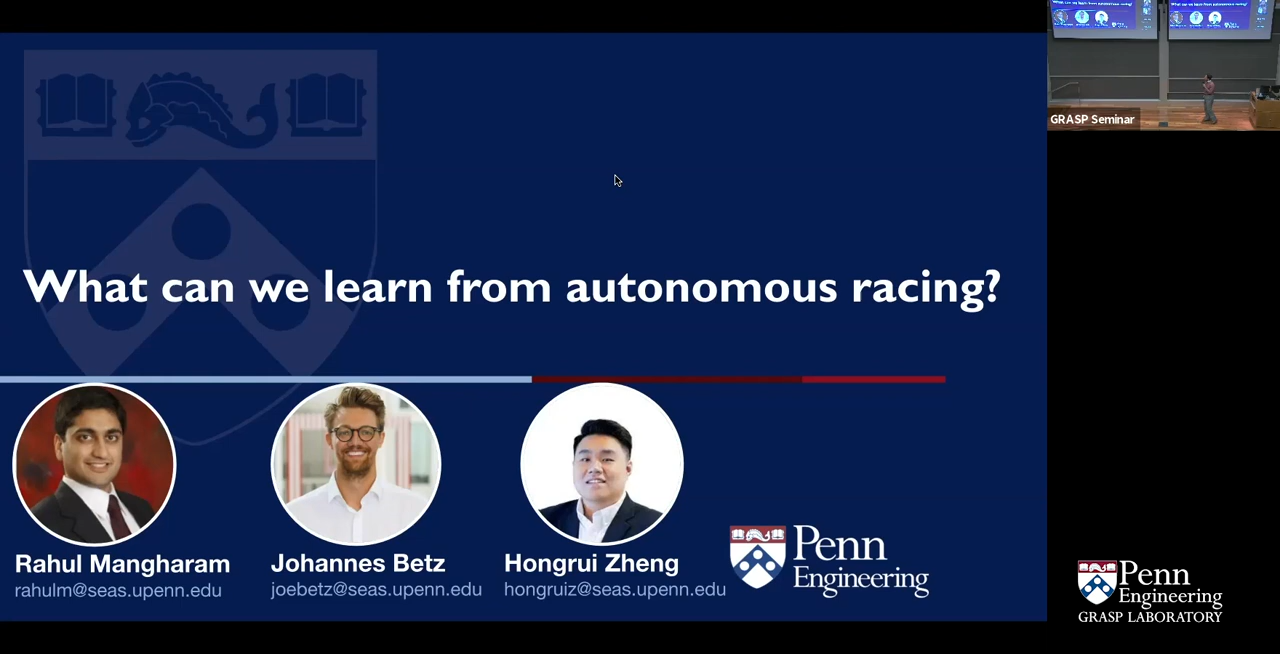 What can we learn from autonomous racing?
Rahul Mangharam
rahulm@seas.upenn.edu
Johannes Betz
joebetz@seas.upenn.edu
Hongrui Zheng
hongruiz@seas.upenn.edu
Penn
Engineering
GRASP Seminar
Penn
Engineering
GRASP LABORATORY